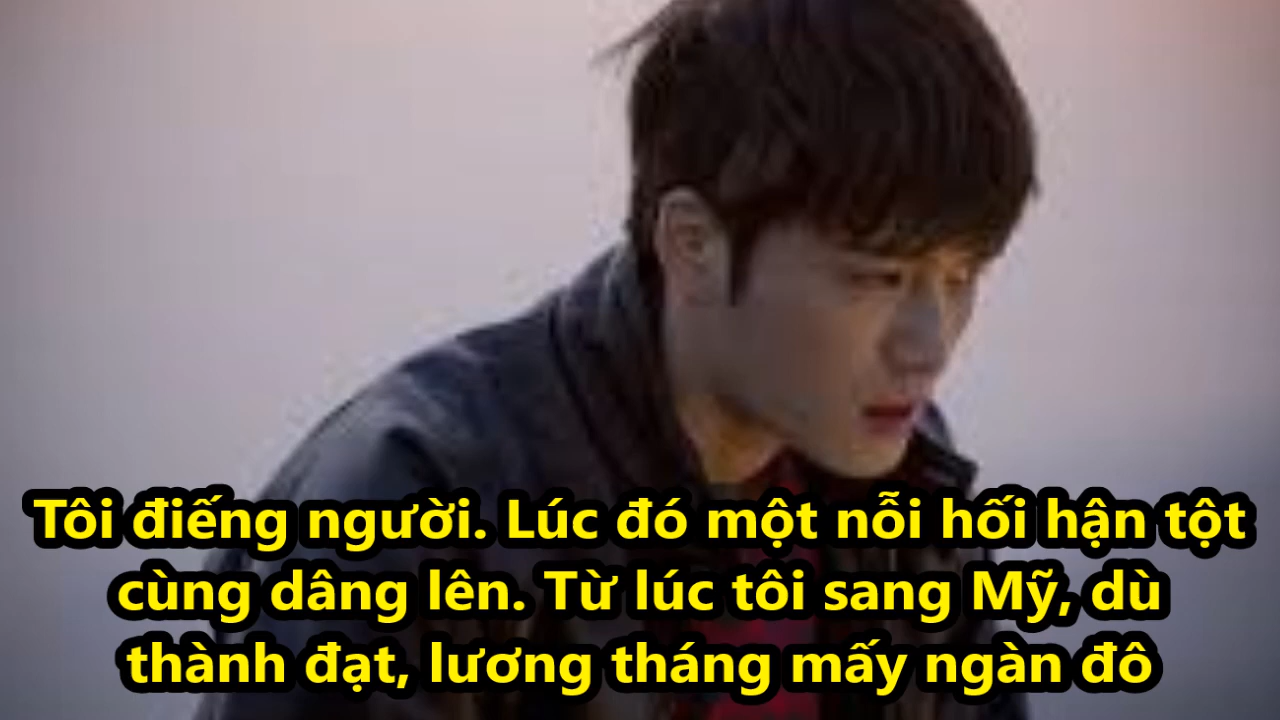 Tôi điếng người. Lúc đó một nỗi hối hận tột
cùng dâng lên. Từ lúc tôi sang Mỹ, dù
thành đạt, lương tháng mấy ngàn đô